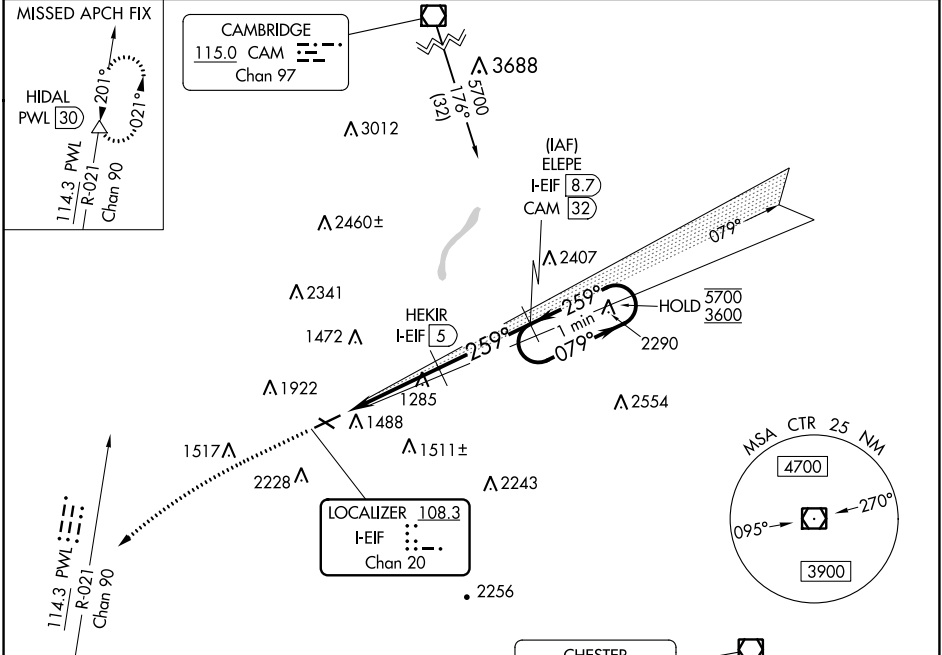 MISSED APCH FIX
HIDAL
PWL 30
201°
021°
114.3 PWL
R-021
Chan 90
CAMBRIDGE
115.0 CAM
Chan 97
3688
5700
176°
(32)
3012
(IAF)
ELEPE
I-EIF 8.7
CAM 32
2460±
2407
079°
2341
HEKIR
I-EIF 5
259°
259°
1 min
079°
HOLD 5700
3600
1472
2290
1922
1285
2554
1488
1517
1511±
2228
2243
MSA CTR 25 NM
4700
095°
270°
3900
LOCALIZER 108.3
I-EIF
Chan 20
114.3 PWL
R-021
Chan 90
2256
CHESTER